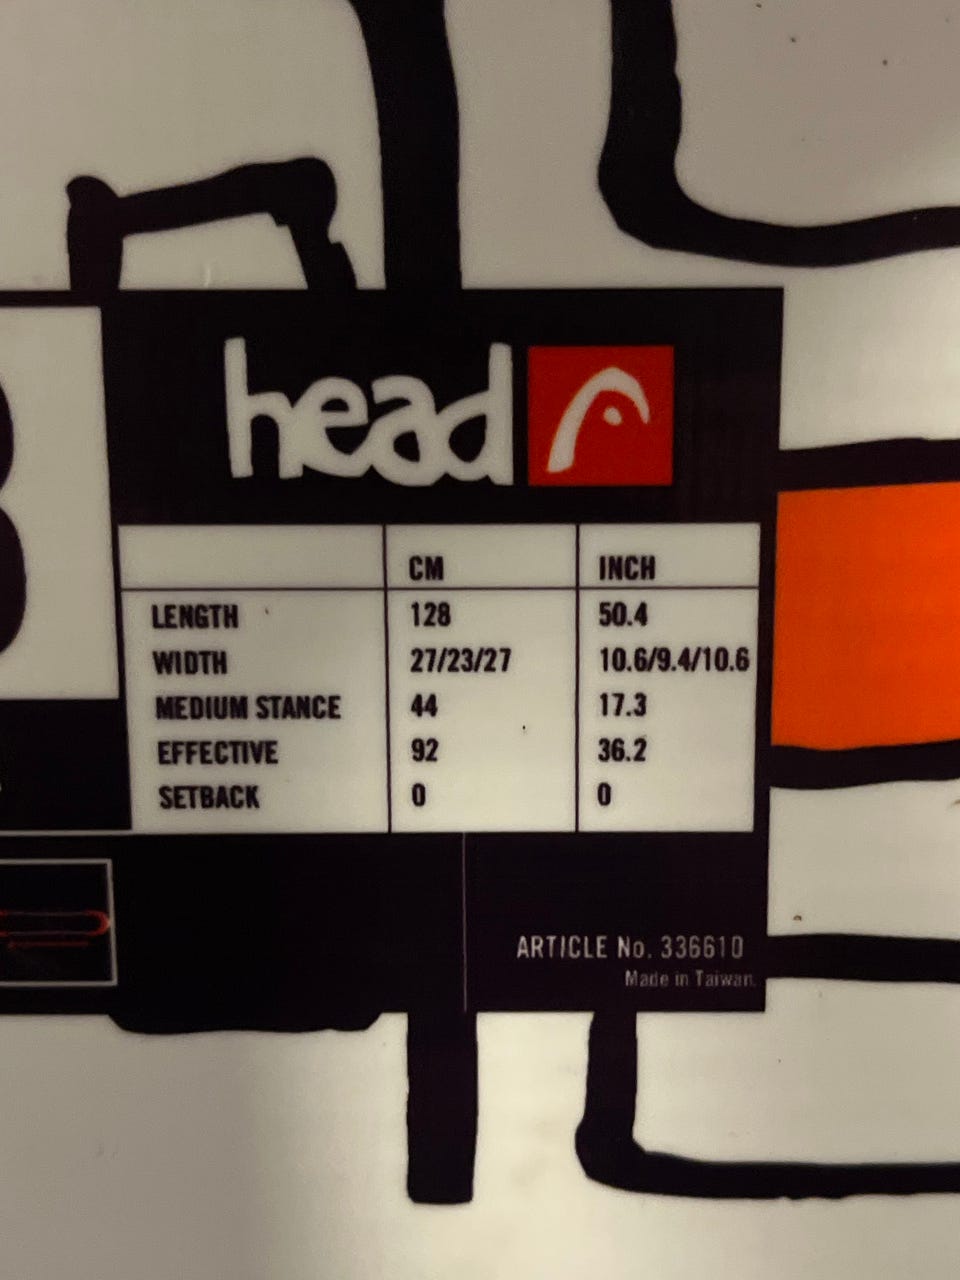 head
CM INCH
LENGTH 128 50.4
WIDTH 27/23/27 10.6/9.4/10.6
MEDIUM STANCE 44 17.3
EFFECTIVE 92 36.2
SETBACK 0 0
ARTICLE No. 336610
Made in Taiwan.